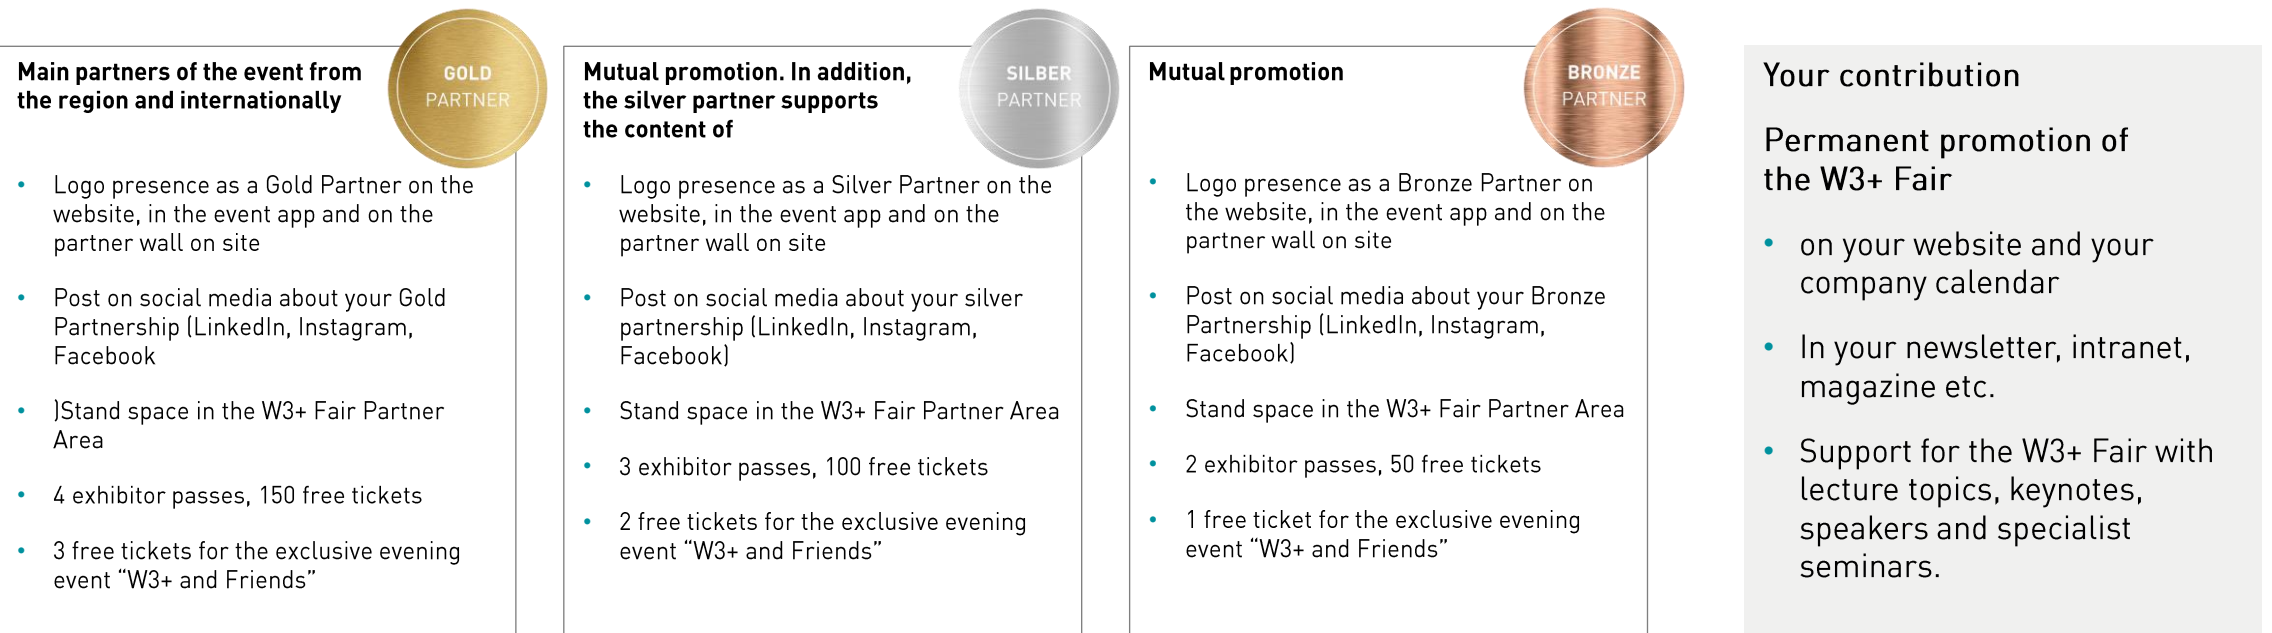 Main partners of the event from
the region and internationally
GOLD
PARTNER
• Logo presence as a Gold Partner on the
website, in the event app and on the
partner wall on site
• Post on social media about your Gold
Partnership (LinkedIn, Instagram,
Facebook
• )Stand space in the W3+ Fair Partner
Area
• 4 exhibitor passes, 150 free tickets
• 3 free tickets for the exclusive evening
event “W3+ and Friends”
Mutual promotion. In addition,
the silver partner supports
the content of
SILBER
PARTNER
• Logo presence as a Silver Partner on the
website, in the event app and on the
partner wall on site
• Post on social media about your silver
partnership (LinkedIn, Instagram,
Facebook)
• Stand space in the W3+ Fair Partner Area
• 3 exhibitor passes, 100 free tickets
• 2 free tickets for the exclusive evening
event “W3+ and Friends”
Mutual promotion
BRONZE
PARTNER
• Logo presence as a Bronze Partner on
the website, in the event app and on the
partner wall on site
• Post on social media about your Bronze
Partnership (LinkedIn, Instagram,
Facebook)
• Stand space in the W3+ Fair Partner Area
• 2 exhibitor passes, 50 free tickets
• 1 free ticket for the exclusive evening
event “W3+ and Friends”
Your contribution
Permanent promotion of
the W3+ Fair
• on your website and your
company calendar
• In your newsletter, intranet,
magazine etc.
• Support for the W3+ Fair with
lecture topics, keynotes,
speakers and specialist
seminars.